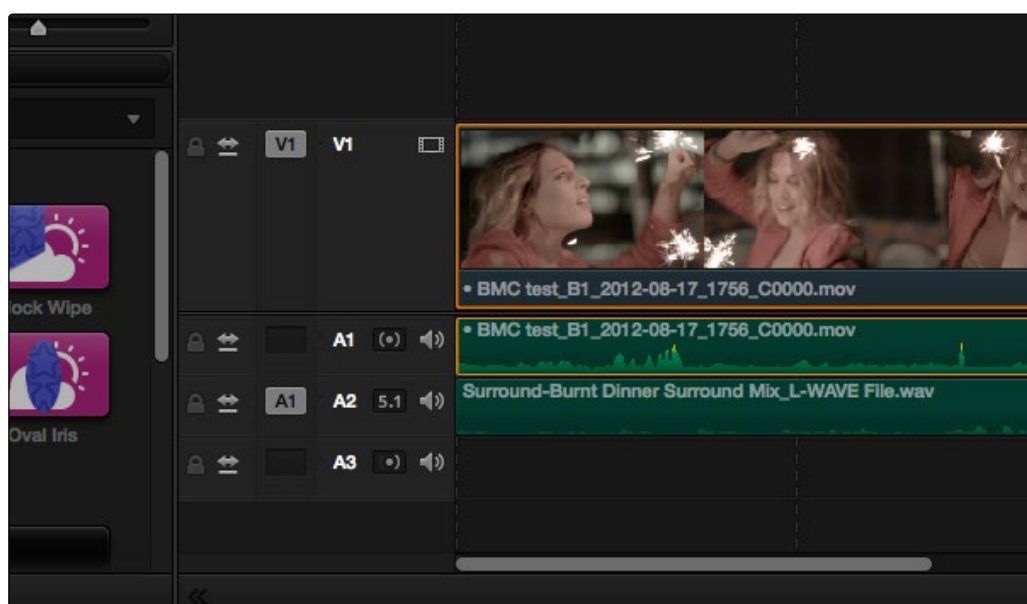 V1 V1
• BMC test_B1_2012-08-17_1756_C0000.mov
lock Wipe
A1
• BMC test_B1_2012-08-17_1756_C0000.mov
A1 A2 5.1
Surround-Burnt Dinner Surround Mix_L-WAVE File.wav
Oval Iris
A3